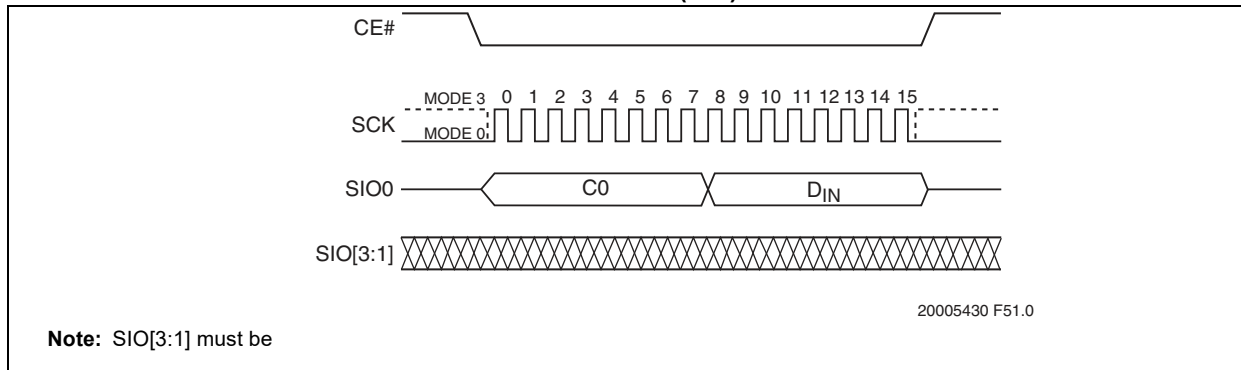 CE#
MODE 3 0 1 2 3 4 5 6 7 8 9 10 11 12 13 14 15
SCK
MODE 0
SIO0 C0 DIN
SIO[3:1]
20005430 F51.0
Note: SIO[3:1] must be